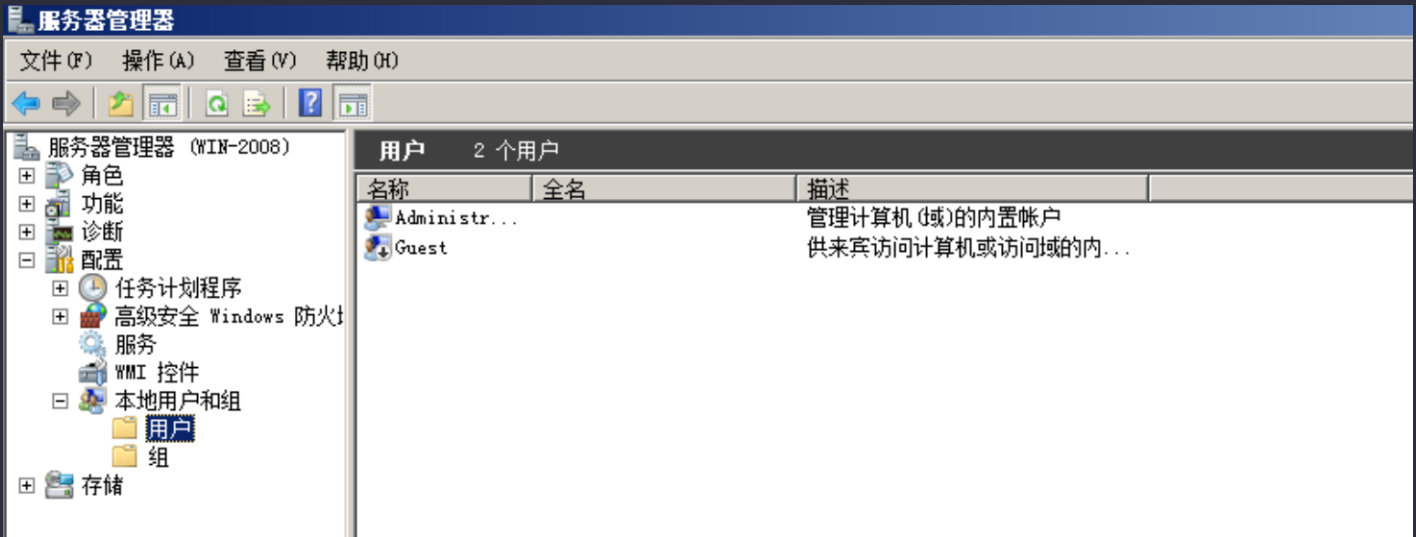 服务器管理器
文件(F) 操作(A) 查看(V) 帮助(H)
服务器管理器 (WIN-2008)
角色
功能
诊断
配置
任务计划程序
高级安全 Windows 防火
服务
WMI 控件
本地用户和组
用户
组
存储
用户 2 个用户
名称 全名 描述
Administr... 管理计算机(域)的内置帐户
Guest 供来宾访问计算机或访问域的内...